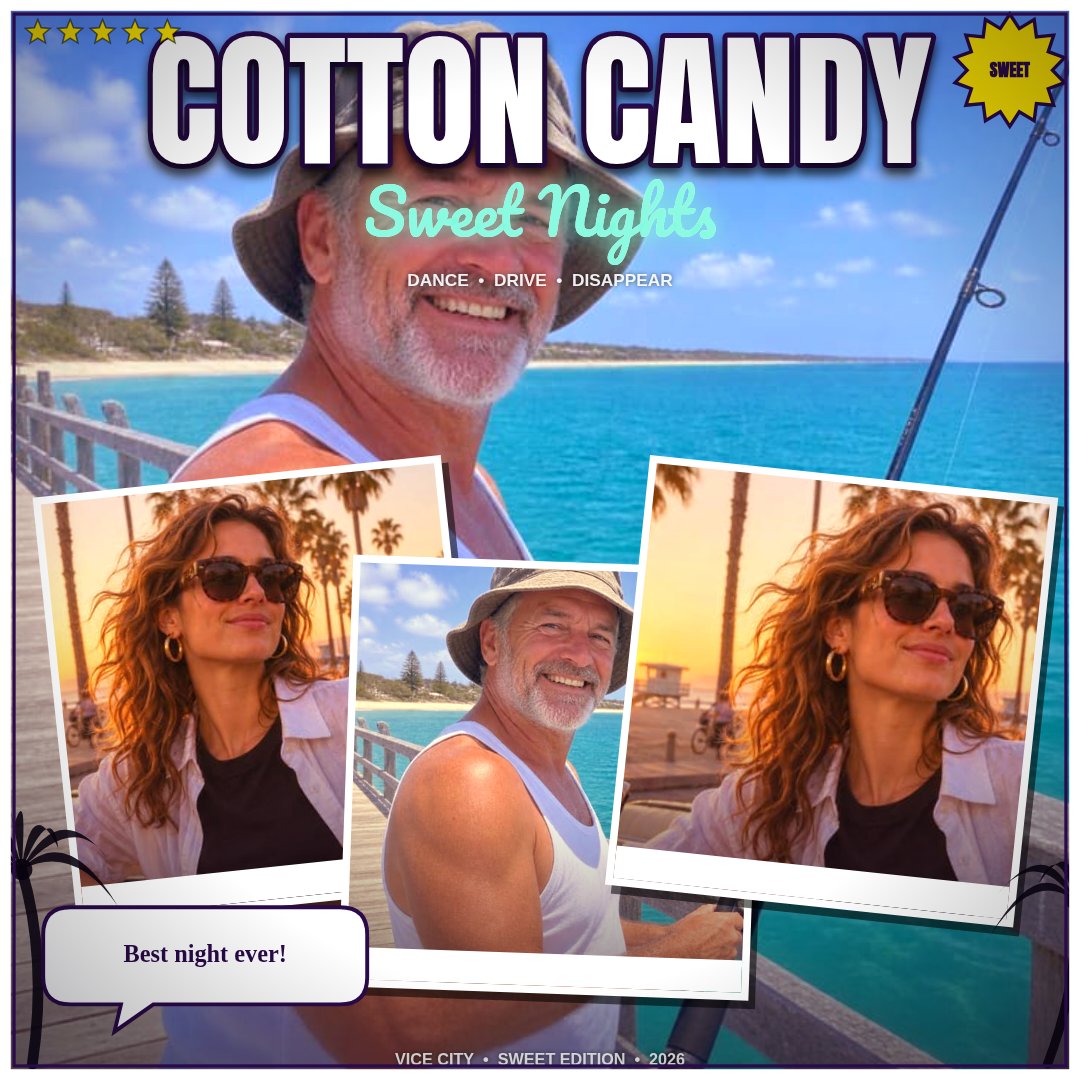 COTTON CANDY
SWEET
Sweet Nights
DANCE • DRIVE • DISAPPEAR
Best night ever!
VICE CITY • SWEET EDITION • 2026